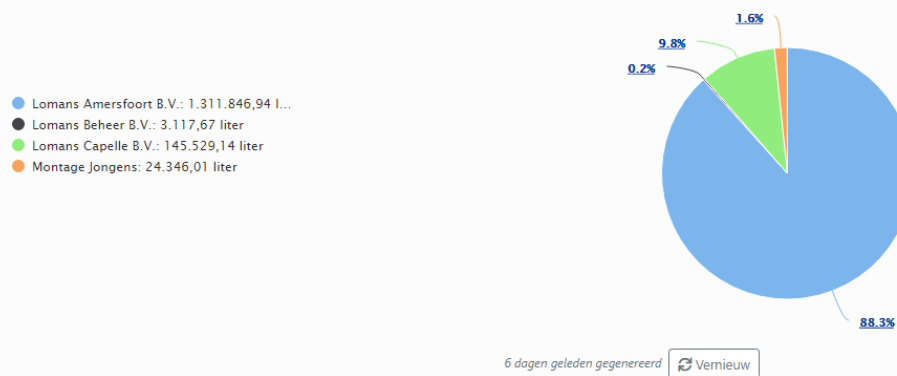 1.6%
9.8%
0.2%
Lomans Amersfoort B.V.: 1.311.846,94 l...
Lomans Beheer B.V.: 3.117,67 liter
Lomans Capelle B.V.: 145.529,14 liter
Montage Jongens: 24.346,01 liter
88.3%
6 dagen geleden gegenereerd Vernieuw